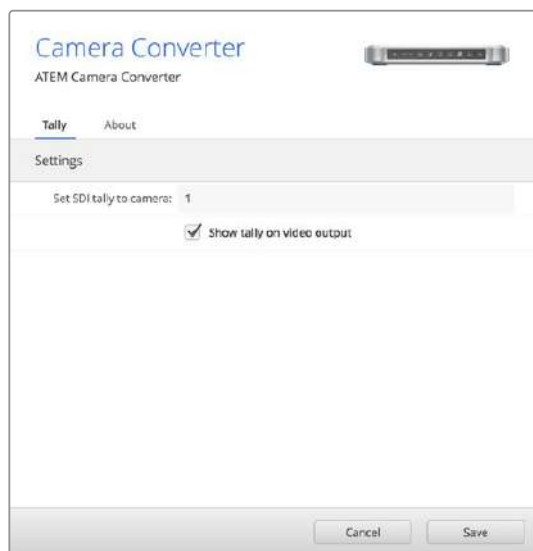 Camera Converter
ATEM Camera Converter
Tally About
Settings
Set SDI tally to camera: 1
Show tally on video output
Cancel Save